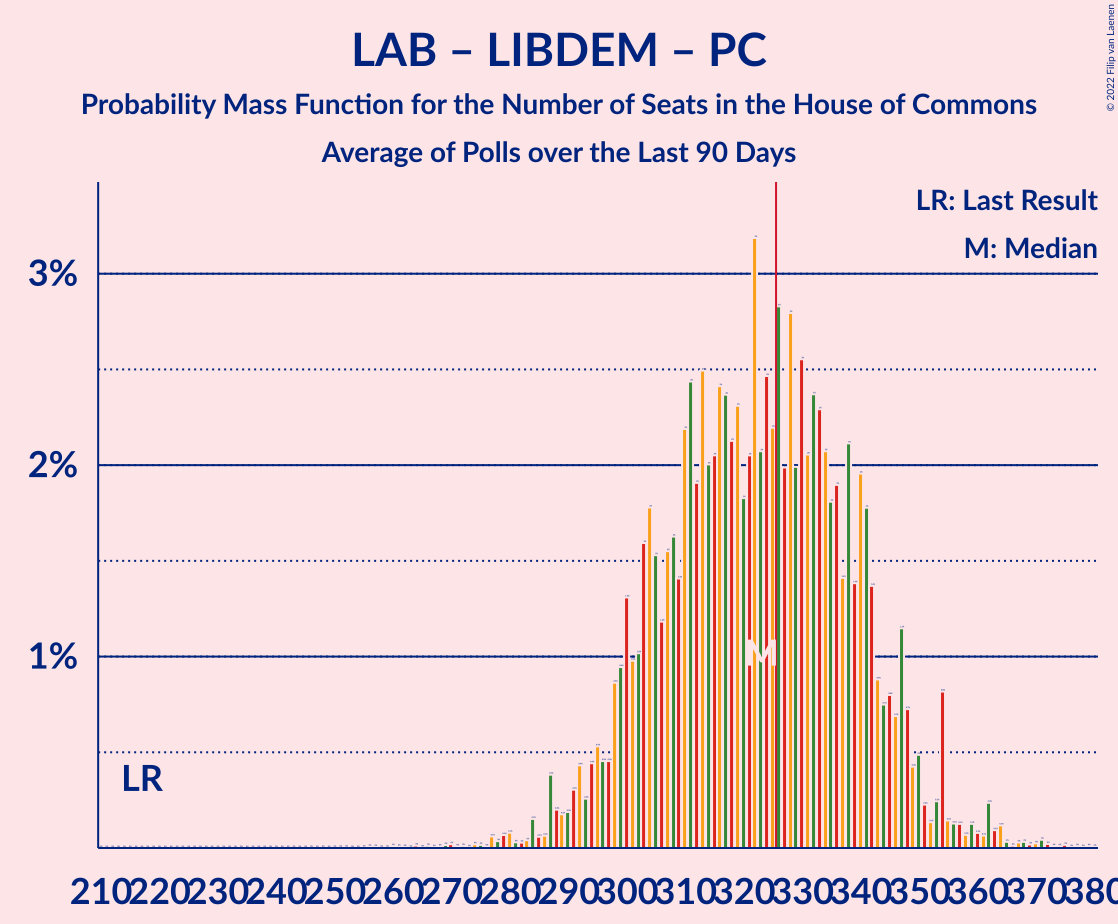 LAB – LIBDEM – PC
Probability Mass Function for the Number of Seats in the House of Commons
Average of Polls over the Last 90 Days
© 2022 Filip van Laenen
LR: Last Result
M: Median
3%
2%
1%
M
LR
210 220 230 240 250 260 270 280 290 300 310 320 330 340 350 360 370 380